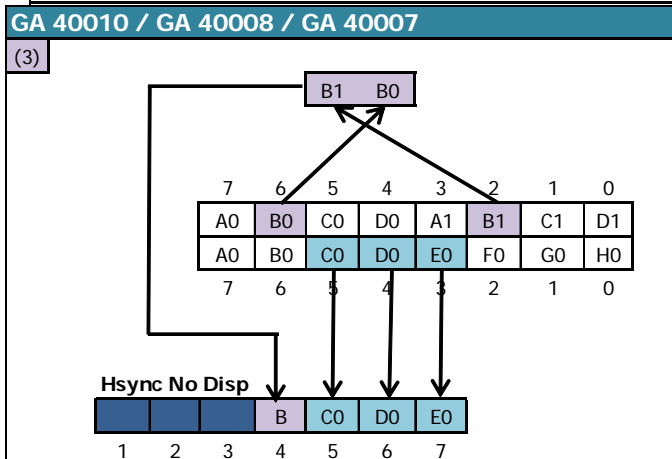 GA 40010 / GA 40008 / GA 40007
(3)
B1 B0
7 6 5 4 3 2 1 0
A0 B0 C0 D0 A1 B1 C1 D1
A0 B0 C0 D0 E0 F0 G0 H0
7 6 5 4 3 2 1 0
Hsync No Disp
B C0 D0 E0
1 2 3 4 5 6 7